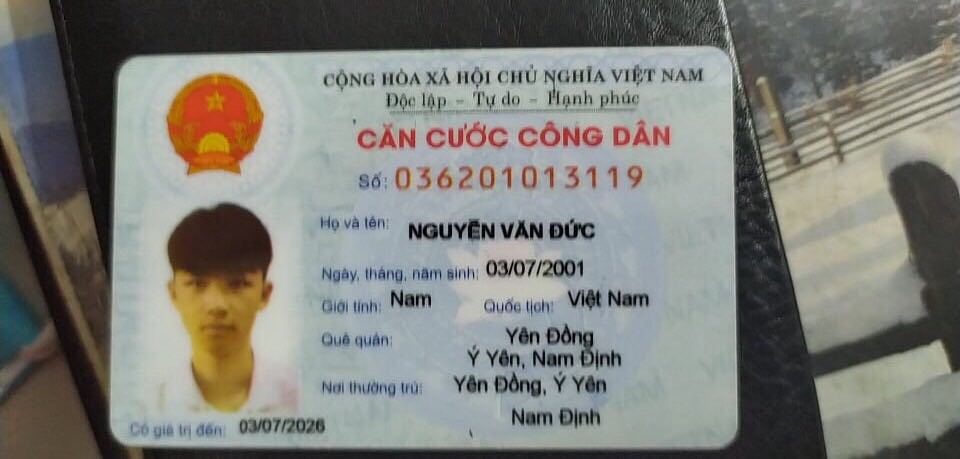 CỘNG HÒA XÃ HỘI CHỦ NGHĨA VIỆT NAM
Độc lập - Tự do - Hạnh phúc
CĂN CƯỚC CÔNG DÂN
Số: 036201013119
Họ và tên: NGUYỄN VĂN ĐỨC
Ngày, tháng, năm sinh: 03/07/2001
Giới tính: Nam Quốc tịch: Việt Nam
Quê quán: Yên Đồng
Ý Yên, Nam Định
Nơi thường trú: Yên Đồng, Ý Yên
Nam Định
Có giá trị đến: 03/07/2026